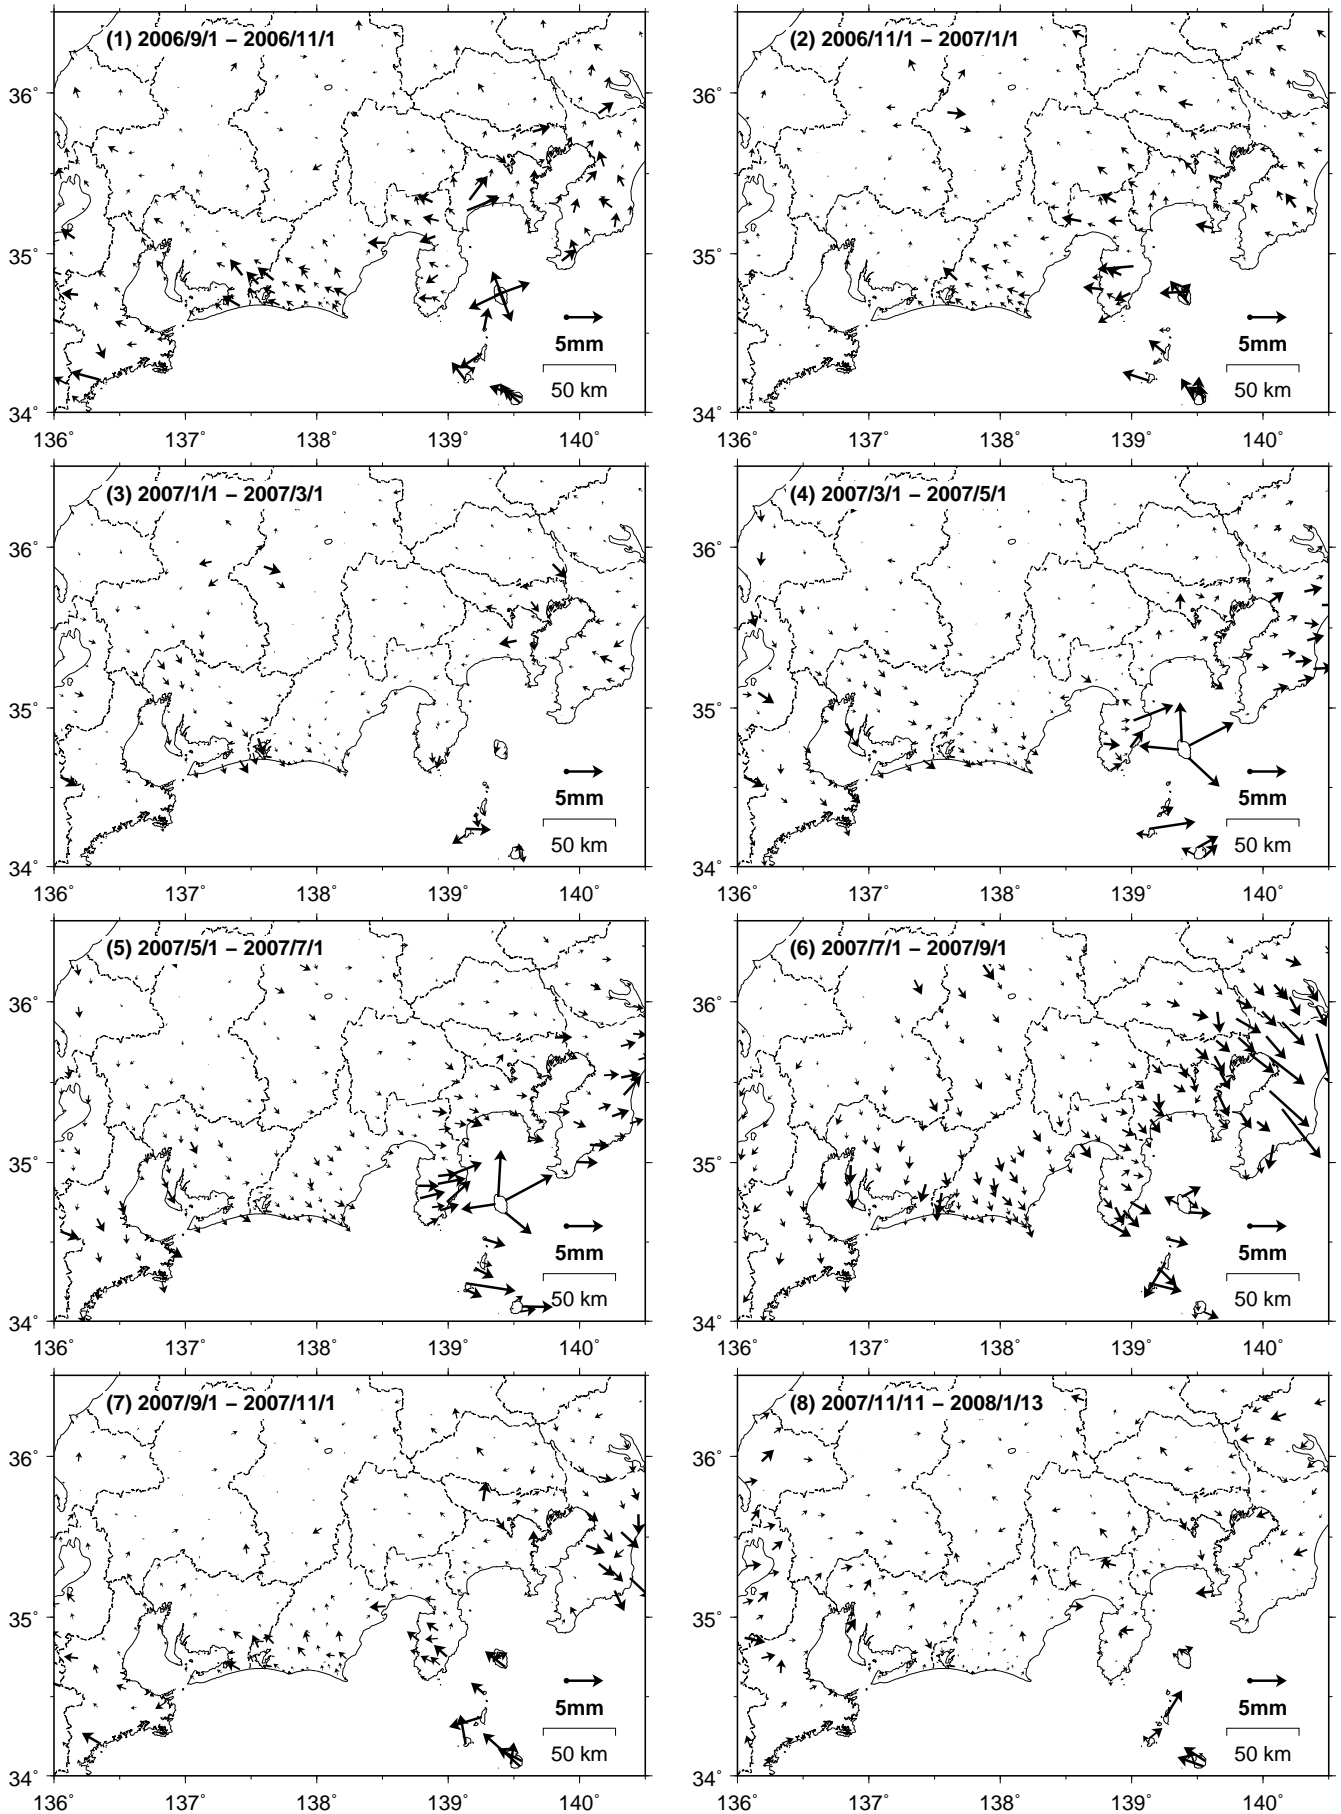 (1) 2006/9/1 – 2006/11/1
36˚
35˚
34˚
5mm
50 km
136˚ 137˚ 138˚ 139˚ 140˚
(2) 2006/11/1 – 2007/1/1
36˚
35˚
34˚
5mm
50 km
136˚ 137˚ 138˚ 139˚ 140˚
(3) 2007/1/1 – 2007/3/1
36˚
35˚
34˚
5mm
50 km
136˚ 137˚ 138˚ 139˚ 140˚
(4) 2007/3/1 – 2007/5/1
36˚
35˚
34˚
5mm
50 km
136˚ 137˚ 138˚ 139˚ 140˚
(5) 2007/5/1 – 2007/7/1
36˚
35˚
34˚
5mm
50 km
136˚ 137˚ 138˚ 139˚ 140˚
(6) 2007/7/1 – 2007/9/1
36˚
35˚
34˚
5mm
50 km
136˚ 137˚ 138˚ 139˚ 140˚
(7) 2007/9/1 – 2007/11/1
36˚
35˚
34˚
5mm
50 km
136˚ 137˚ 138˚ 139˚ 140˚
(8) 2007/11/11 – 2008/1/13
36˚
35˚
34˚
5mm
50 km
136˚ 137˚ 138˚ 139˚ 140˚